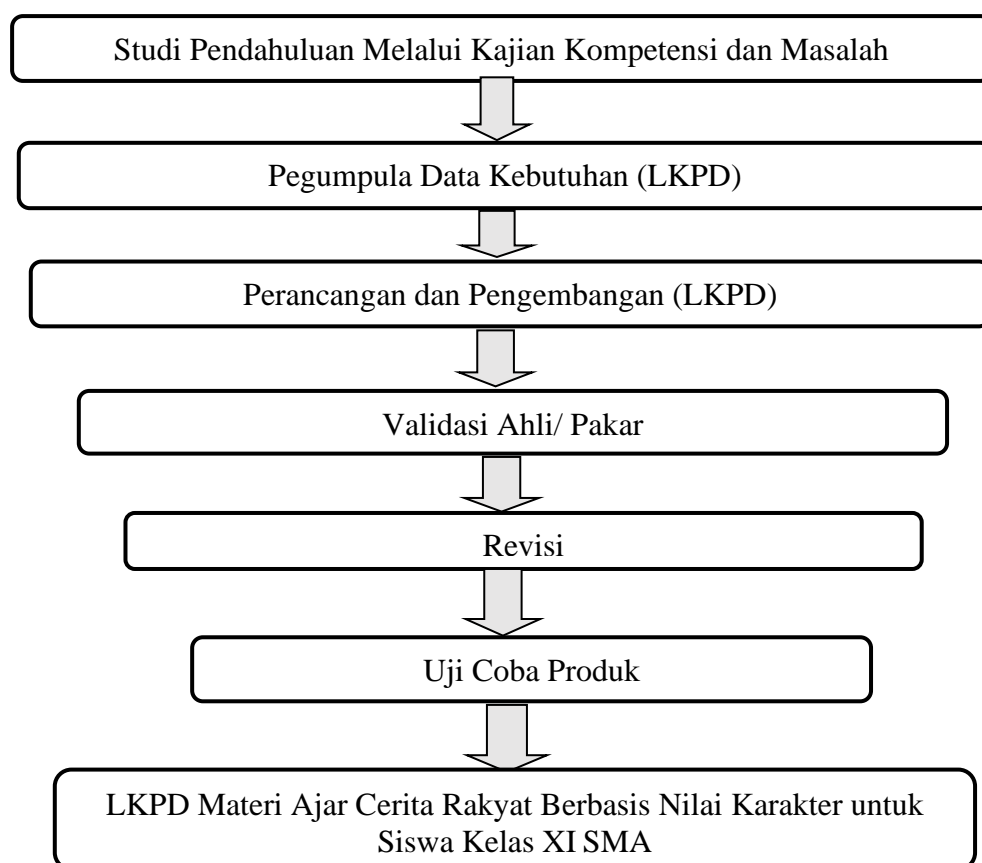 Studi Pendahuluan Melalui Kajian Kompetensi dan Masalah
Pegumpula Data Kebutuhan (LKPD)
Perancangan dan Pengembangan (LKPD)
Validasi Ahli/ Pakar
Revisi
Uji Coba Produk
LKPD Materi Ajar Cerita Rakyat Berbasis Nilai Karakter untuk
Siswa Kelas XI SMA